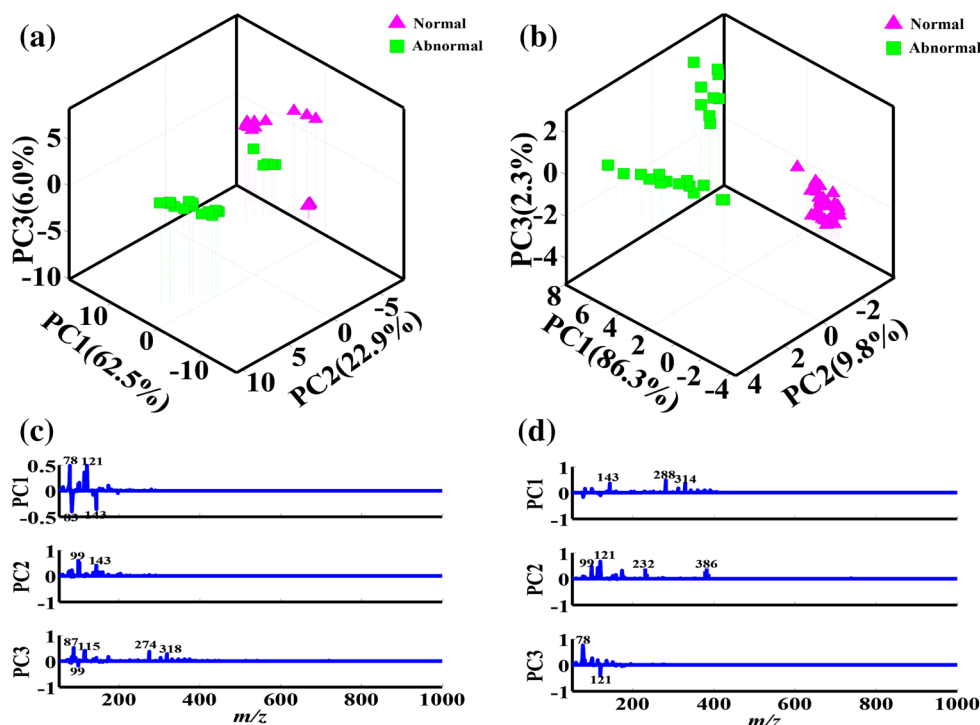 (a)
Normal
Abnormal
5
0
-5
-10
PC3(6.0%)
10
0
-10
PC1(62.5%)
10
5
0
-5
PC2(22.9%)
(b)
Normal
Abnormal
2
0
-2
-4
PC3(2.3%)
8
6
4
2
0
-2
-4
PC1(86.3%)
4
2
0
-2
PC2(9.8%)
(c)
PC1
0.5
0
-0.5
78 121
83 143
PC2
1
0
-1
99 143
PC3
1
0
-1
87 115 274 318
99
200 400 600 800 1000
m/z
(d)
PC1
1
0
-1
143 288 314
PC2
1
0
-1
99 121 232 386
PC3
1
0
-1
78
121
200 400 600 800 1000
m/z